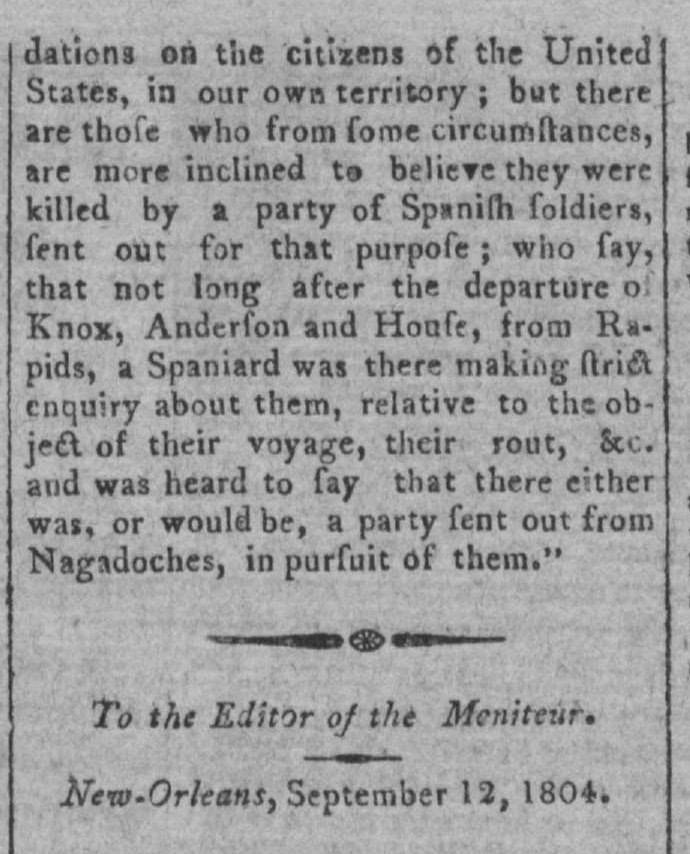 dations on the citizens of the United
States, in our own territory ; but there
are thoſe who from ſome circumſtances,
are more inclined to believe they were
killed by a party of Spaniſh ſoldiers,
ſent out for that purpoſe ; who ſay,
that not long after the departure of
Knox, Anderſon and Houſe, from Ra-
pids, a Spaniard was there making ſtrict
enquiry about them, relative to the ob-
ject of their voyage, their rout, &c.
and was heard to ſay that there either
was, or would be, a party ſent out from
Nagadoches, in purſuit of them."
To the Editor of the Moniteur.
New-Orleans, September 12, 1804.